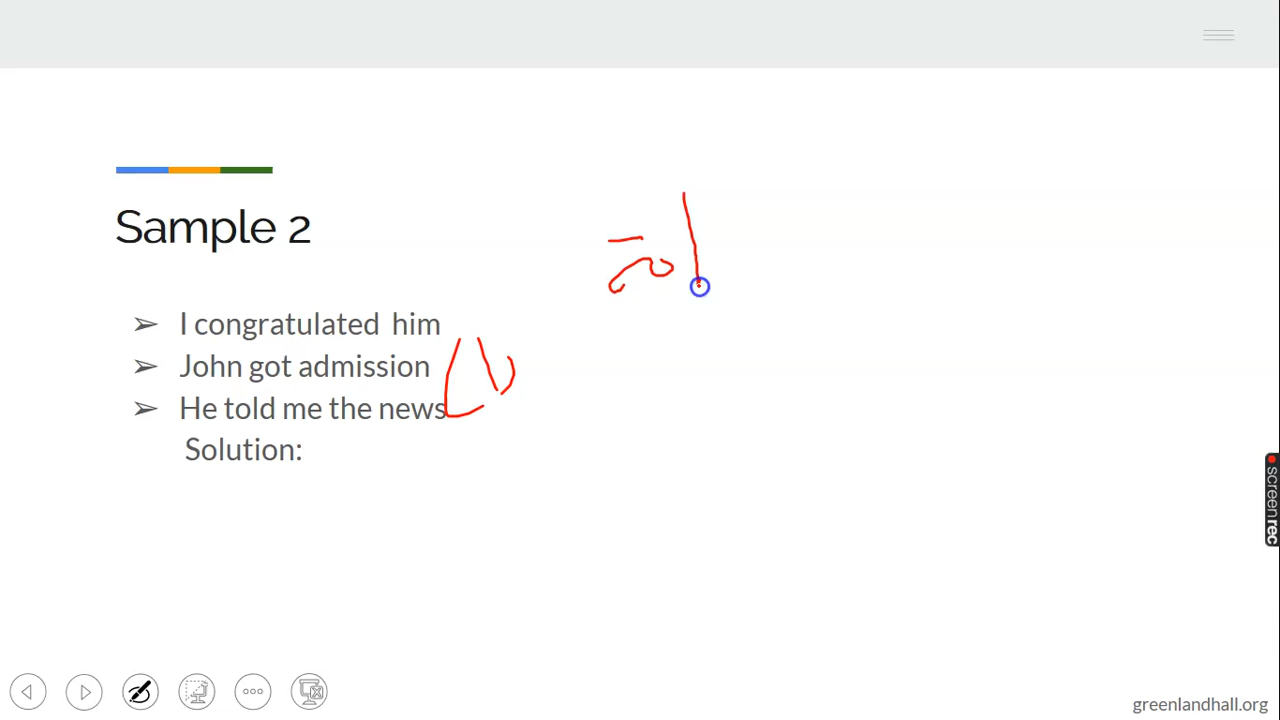 Sample 2
➢ I congratulated him
➢ John got admission
➢ He told me the news
Solution:
screenrec
greenlandhall.org